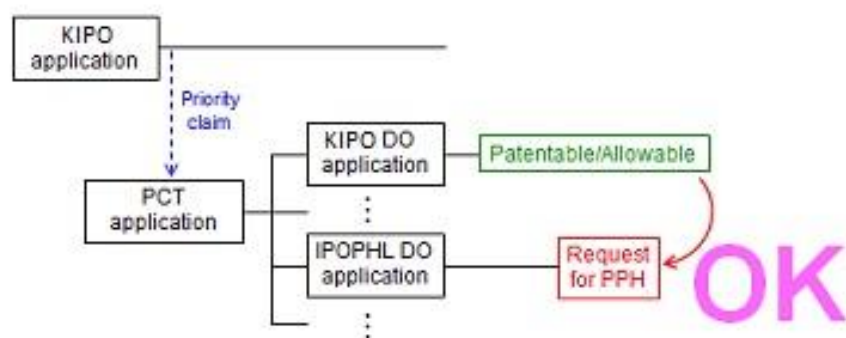 KIPO
application
Priority
claim
KIPO DO
application
Patentable/Allowable
PCT
application
IPOPHL DO
application
Request
for PPH
OK